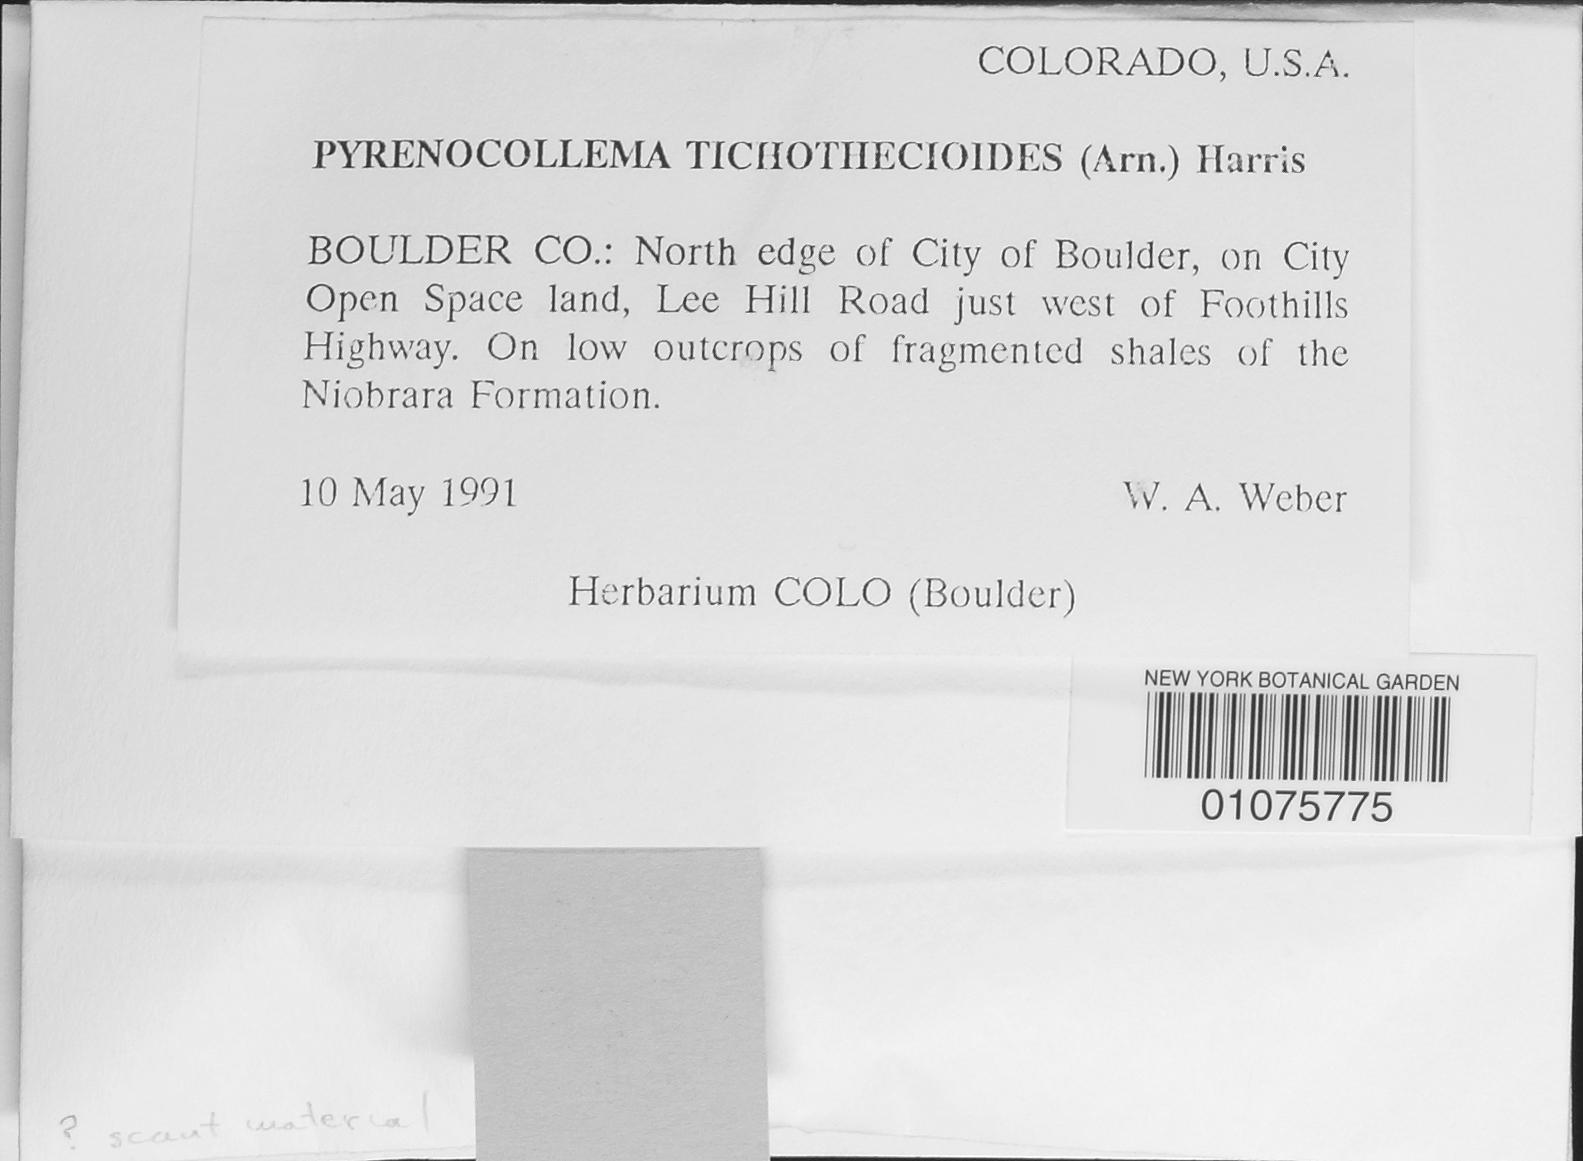 COLORADO, U.S.A.
PYRENOCOLLEMA TICHOTHECIOIDES (Arn.) Harris
BOULDER CO.: North edge of City of Boulder, on City
Open Space land, Lee Hill Road just west of Foothills
Highway. On low outcrops of fragmented shales of the
Niobrara Formation.
10 May 1991 W. A. Weber
Herbarium COLO (Boulder)
NEW YORK BOTANICAL GARDEN
01075775
? scant material